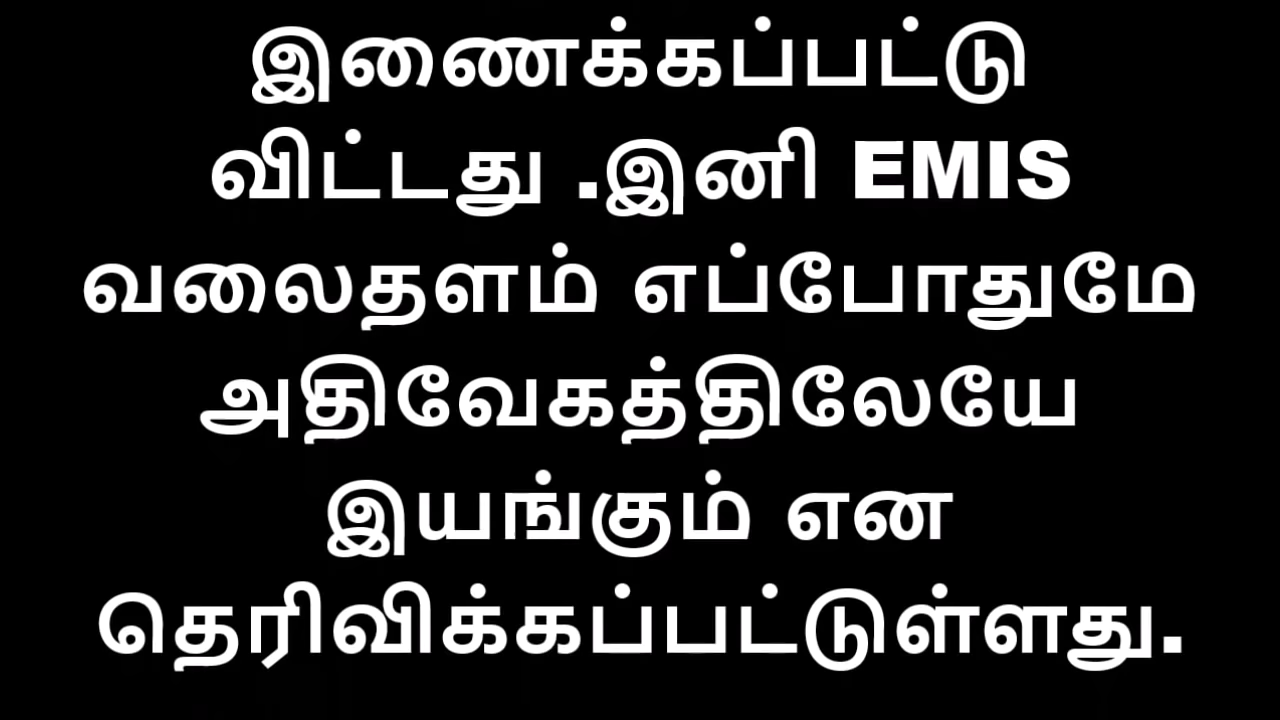 இணைக்கப்பட்டு
விட்டது .இனி EMIS
வலைதளம் எப்போதுமே
அதிவேகத்திலேயே
இயங்கும் என
தெரிவிக்கப்பட்டுள்ளது.